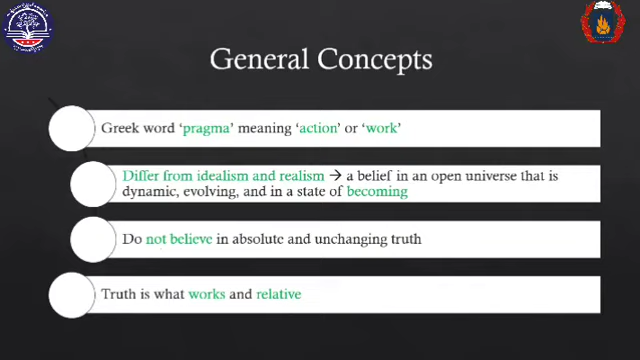 General Concepts
Greek word ‘pragma’ meaning ‘action’ or ‘work’
Differ from idealism and realism → a belief in an open universe that is
dynamic, evolving, and in a state of becoming
Do not believe in absolute and unchanging truth
Truth is what works and relative